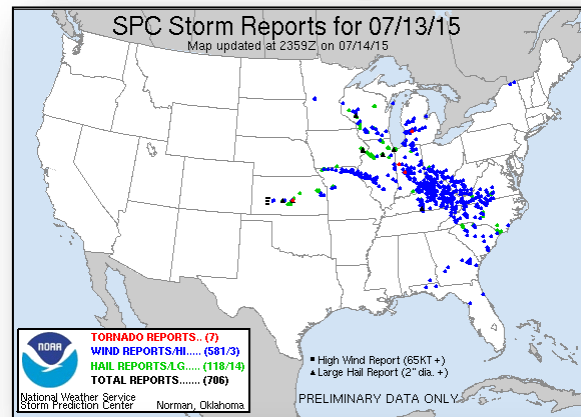 SPC Storm Reports for 07/13/15
Map updated at 2359Z on 07/14/15
NOAA
TORNADO REPORTS.. (7)
WIND REPORTS/HI..... (581/3)
HAIL REPORTS/LG..... (118/14)
TOTAL REPORTS....... (706)
National Weather Service
Storm Prediction Center Norman, Oklahoma
High Wind Report (65KT +)
Large Hail Report (2" dia. +)
PRELIMINARY DATA ONLY